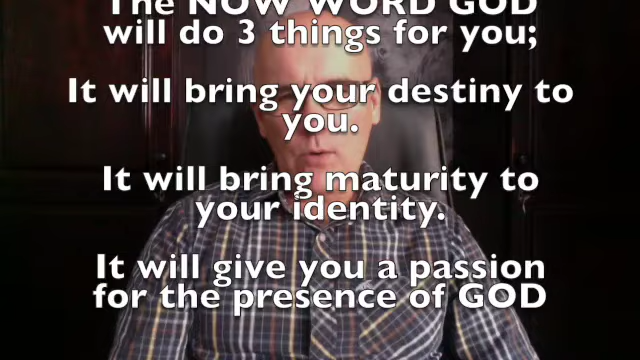 The NOW WORD GOD
will do 3 things for you;
It will bring your destiny to
you.
It will bring maturity to
your identity.
It will give you a passion
for the presence of GOD